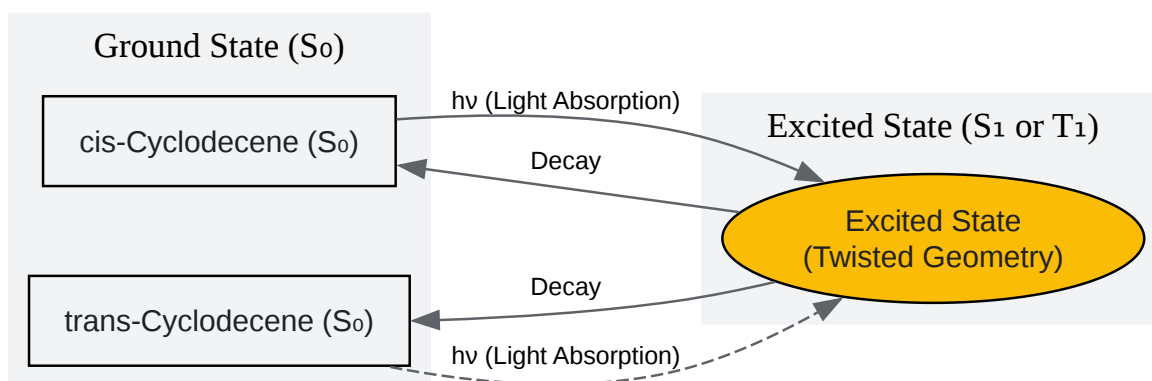 Ground State (S₀)
cis-Cyclodecene (S₀)
trans-Cyclodecene (S₀)
hν (Light Absorption)
Decay
Decay
hν (Light Absorption)
Excited State (S₁ or T₁)
Excited State
(Twisted Geometry)